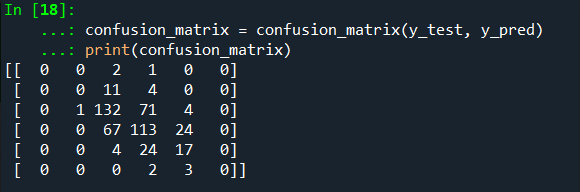 In [18]:
...: confusion_matrix = confusion_matrix(y_test, y_pred)
...: print(confusion_matrix)
[[ 0 0 2 1 0 0]
[ 0 0 11 4 0 0]
[ 0 1 132 71 4 0]
[ 0 0 67 113 24 0]
[ 0 0 4 24 17 0]
[ 0 0 0 2 3 0]]